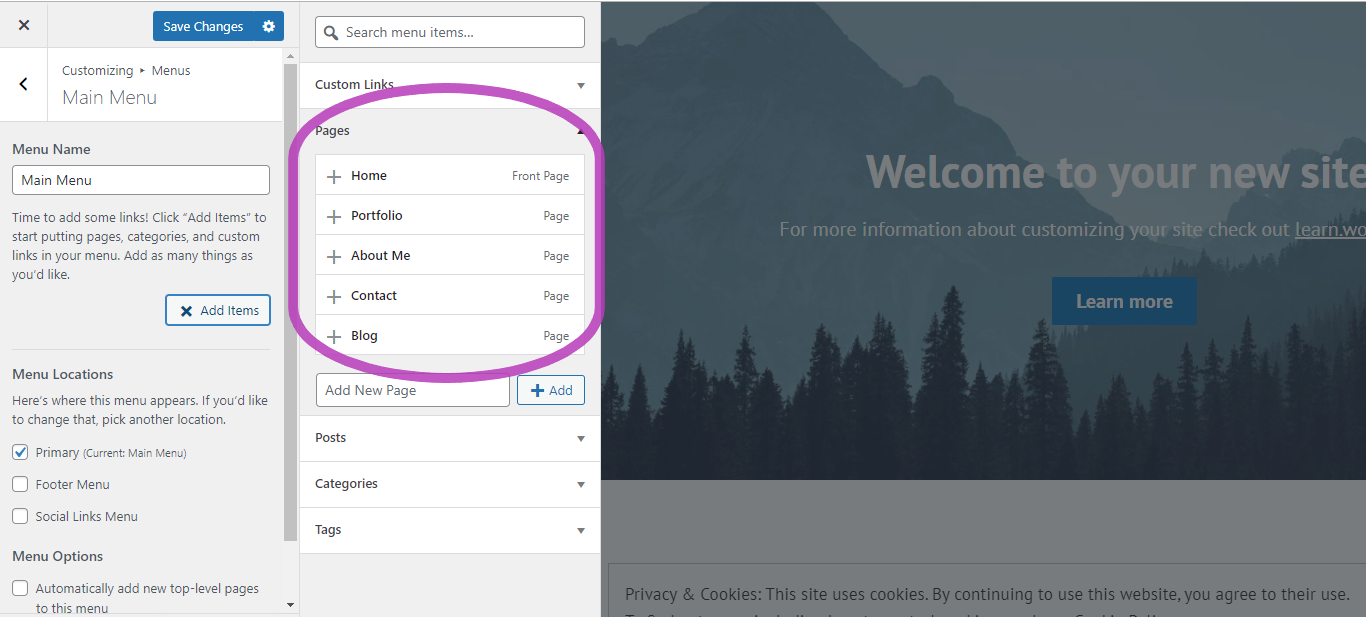 Save Changes
Customizing ▸ Menus
Main Menu
Menu Name
Main Menu
Time to add some links! Click “Add Items” to
start putting pages, categories, and custom
links in your menu. Add as many things as
you’d like.
Add Items
Menu Locations
Here’s where this menu appears. If you’d like
to change that, pick another location.
Primary (Current: Main Menu)
Footer Menu
Social Links Menu
Menu Options
Automatically add new top-level pages
to this menu
Search menu items...
Custom Links
Pages
Home Front Page
Portfolio Page
About Me Page
Contact Page
Blog Page
Add New Page
Add
Posts
Categories
Tags
Welcome to your new site
For more information about customizing your site check out learn.wo
Learn more
Privacy & Cookies: This site uses cookies. By continuing to use this website, you agree to their use.